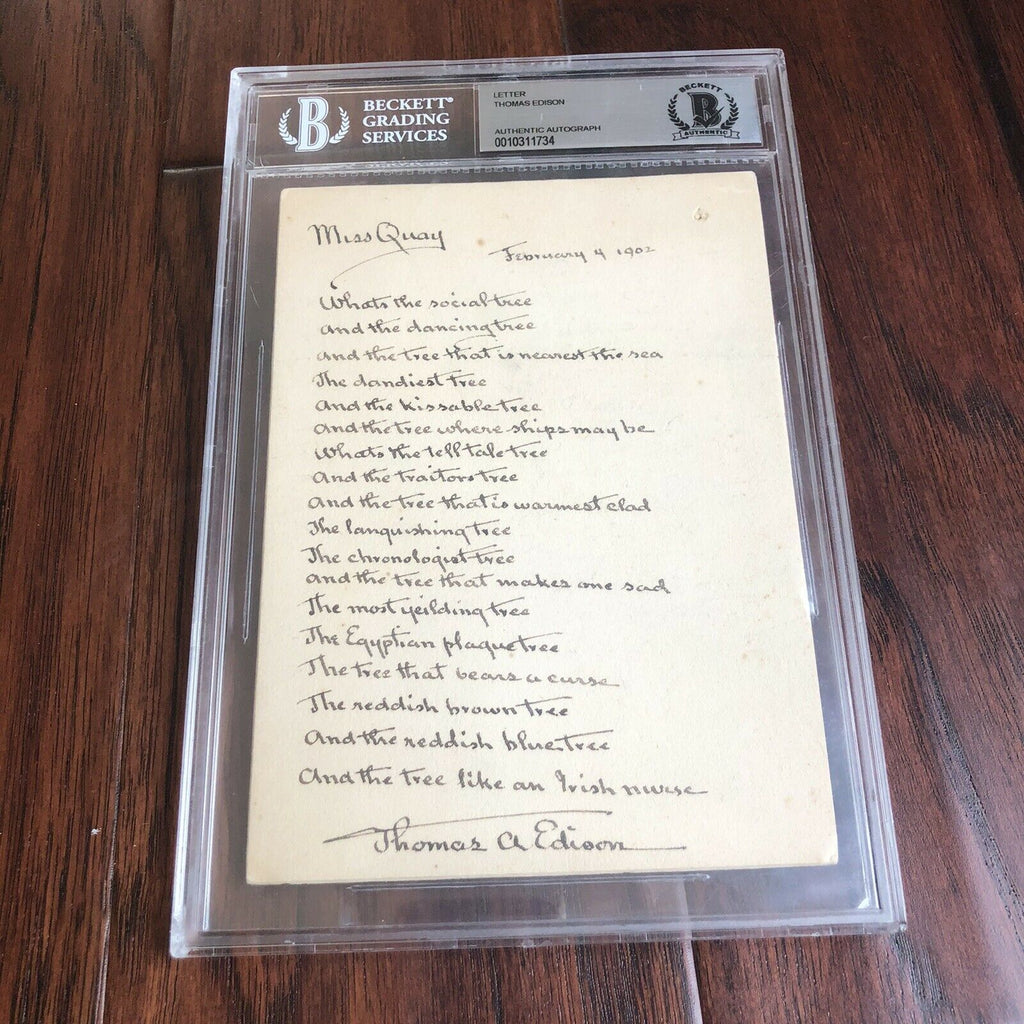 B
BECKETT®
GRADING
SERVICES
LETTER
THOMAS EDISON
AUTHENTIC AUTOGRAPH
0010311734
BECKETT
B
AUTHENTIC
Miss Quay
February 4 1902
Whats the social tree
And the dancing tree
And the tree that is nearest the sea
The dandiest tree
And the kissable tree
And the tree where ships may be
Whats the tell tale tree
And the traitors tree
And the tree that is warmest clad
The languishing tree
The chronologist tree
and the tree that makes one sad
The most yeilding tree
The Egyptian plague tree
The tree that bears a curse
The reddish brown tree
And the reddish blue tree
And the tree like an Irish nurse
Thomas A Edison